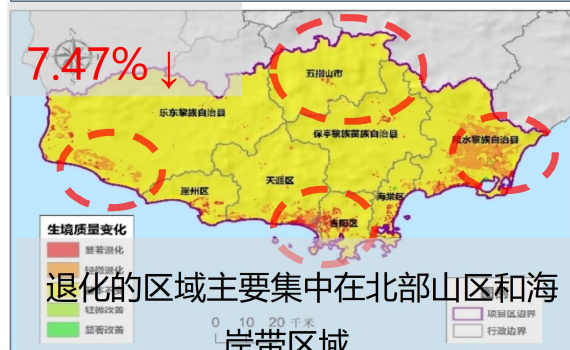 7.47%↓
五指山市
乐东黎族自治县
保亭黎族苗族自治县
陵水黎族自治县
天涯区
崖州区
海棠区
吉阳区
生境质量变化
显著退化
轻微退化
轻微改善
显著改善
退化的区域主要集中在北部山区和海
岸带区域
0 10 20 千米
项目区边界
行政边界